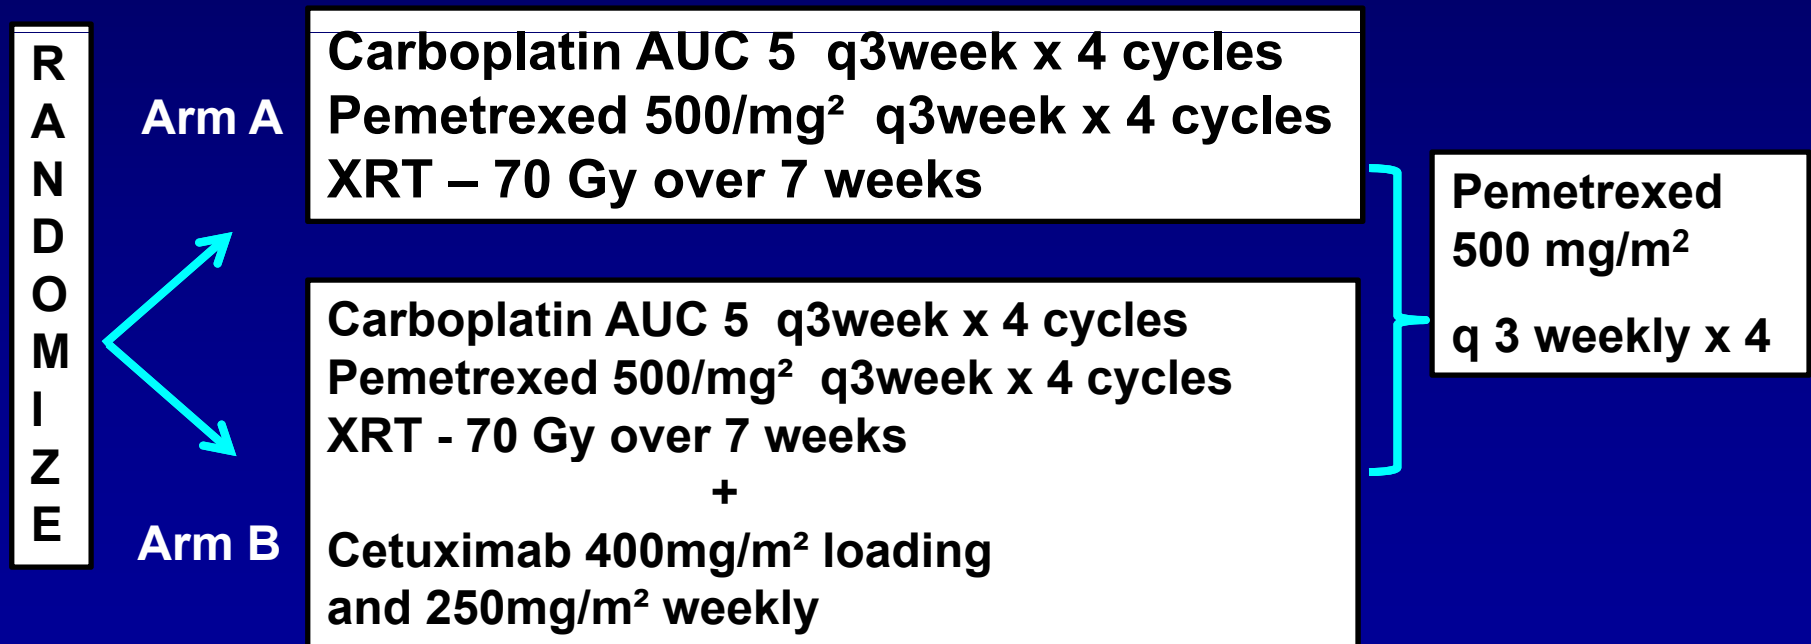 RANDOMIZE
Arm A
Carboplatin AUC 5 q3week x 4 cycles
Pemetrexed 500/mg² q3week x 4 cycles
XRT – 70 Gy over 7 weeks
Arm B
Carboplatin AUC 5 q3week x 4 cycles
Pemetrexed 500/mg² q3week x 4 cycles
XRT - 70 Gy over 7 weeks
+
Cetuximab 400mg/m² loading
and 250mg/m² weekly
Pemetrexed
500 mg/m²
q 3 weekly x 4